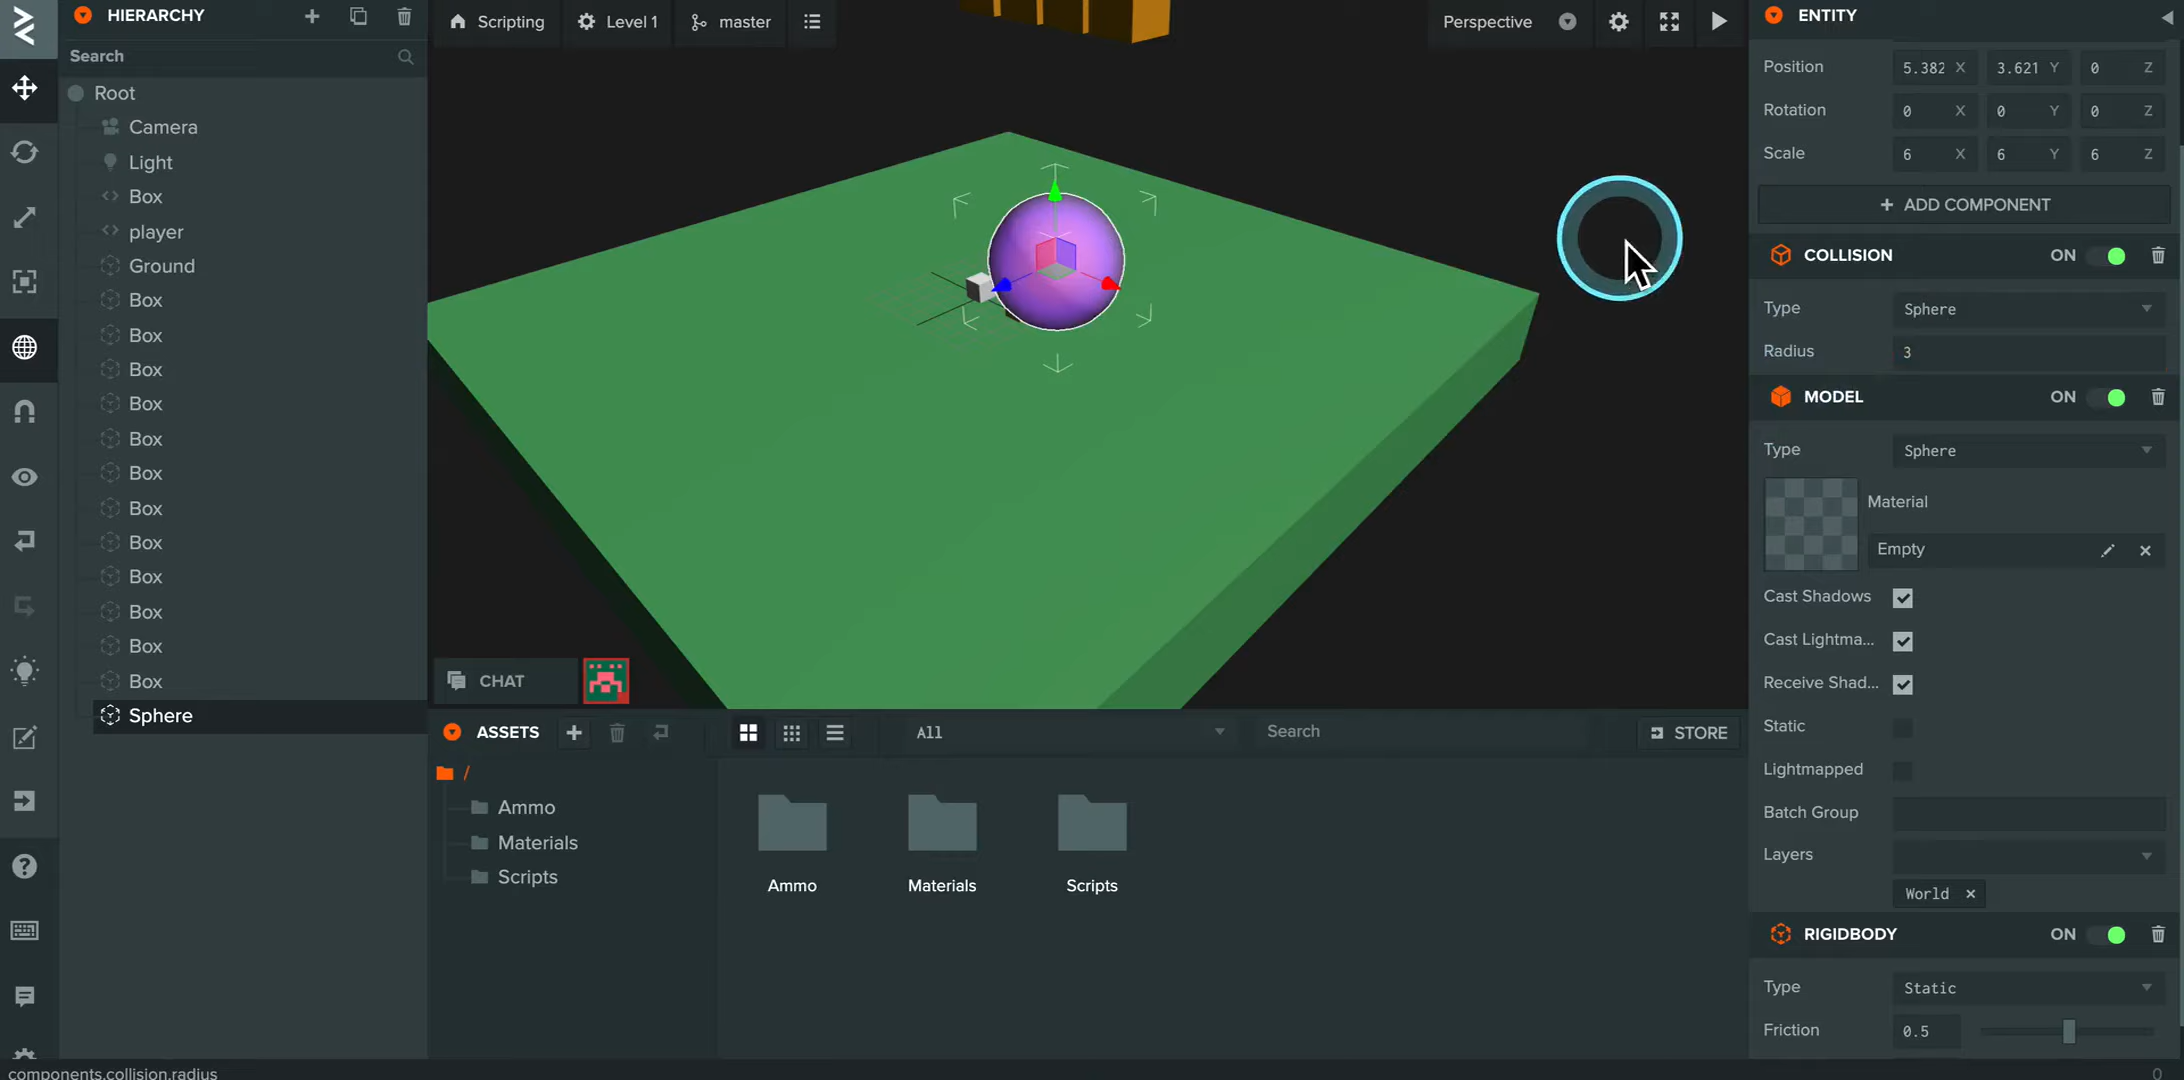 HIERARCHY
Search
Root
Camera
Light
Box
player
Ground
Box
Box
Box
Box
Box
Box
Box
Box
Box
Box
Box
Box
Sphere
components.collision.radius
Scripting
Level 1
master
Perspective
CHAT
ASSETS
All
Search
STORE
/
Ammo
Materials
Scripts
Ammo
Materials
Scripts
ENTITY
Position 5.382 X 3.621 Y 0 Z
Rotation 0 X 0 Y 0 Z
Scale 6 X 6 Y 6 Z
+ ADD COMPONENT
COLLISION ON
Type Sphere
Radius 3
MODEL ON
Type Sphere
Material
Empty
Cast Shadows
Cast Lightma...
Receive Shad...
Static
Lightmapped
Batch Group
Layers
World ×
RIGIDBODY ON
Type Static
Friction 0.5
0